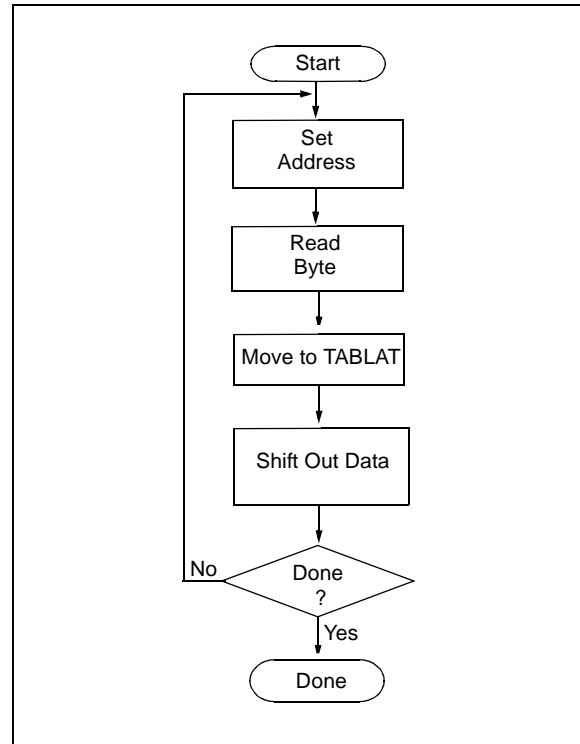 Start
Set
Address
Read
Byte
Move to TABLAT
Shift Out Data
No
Done
?
Yes
Done